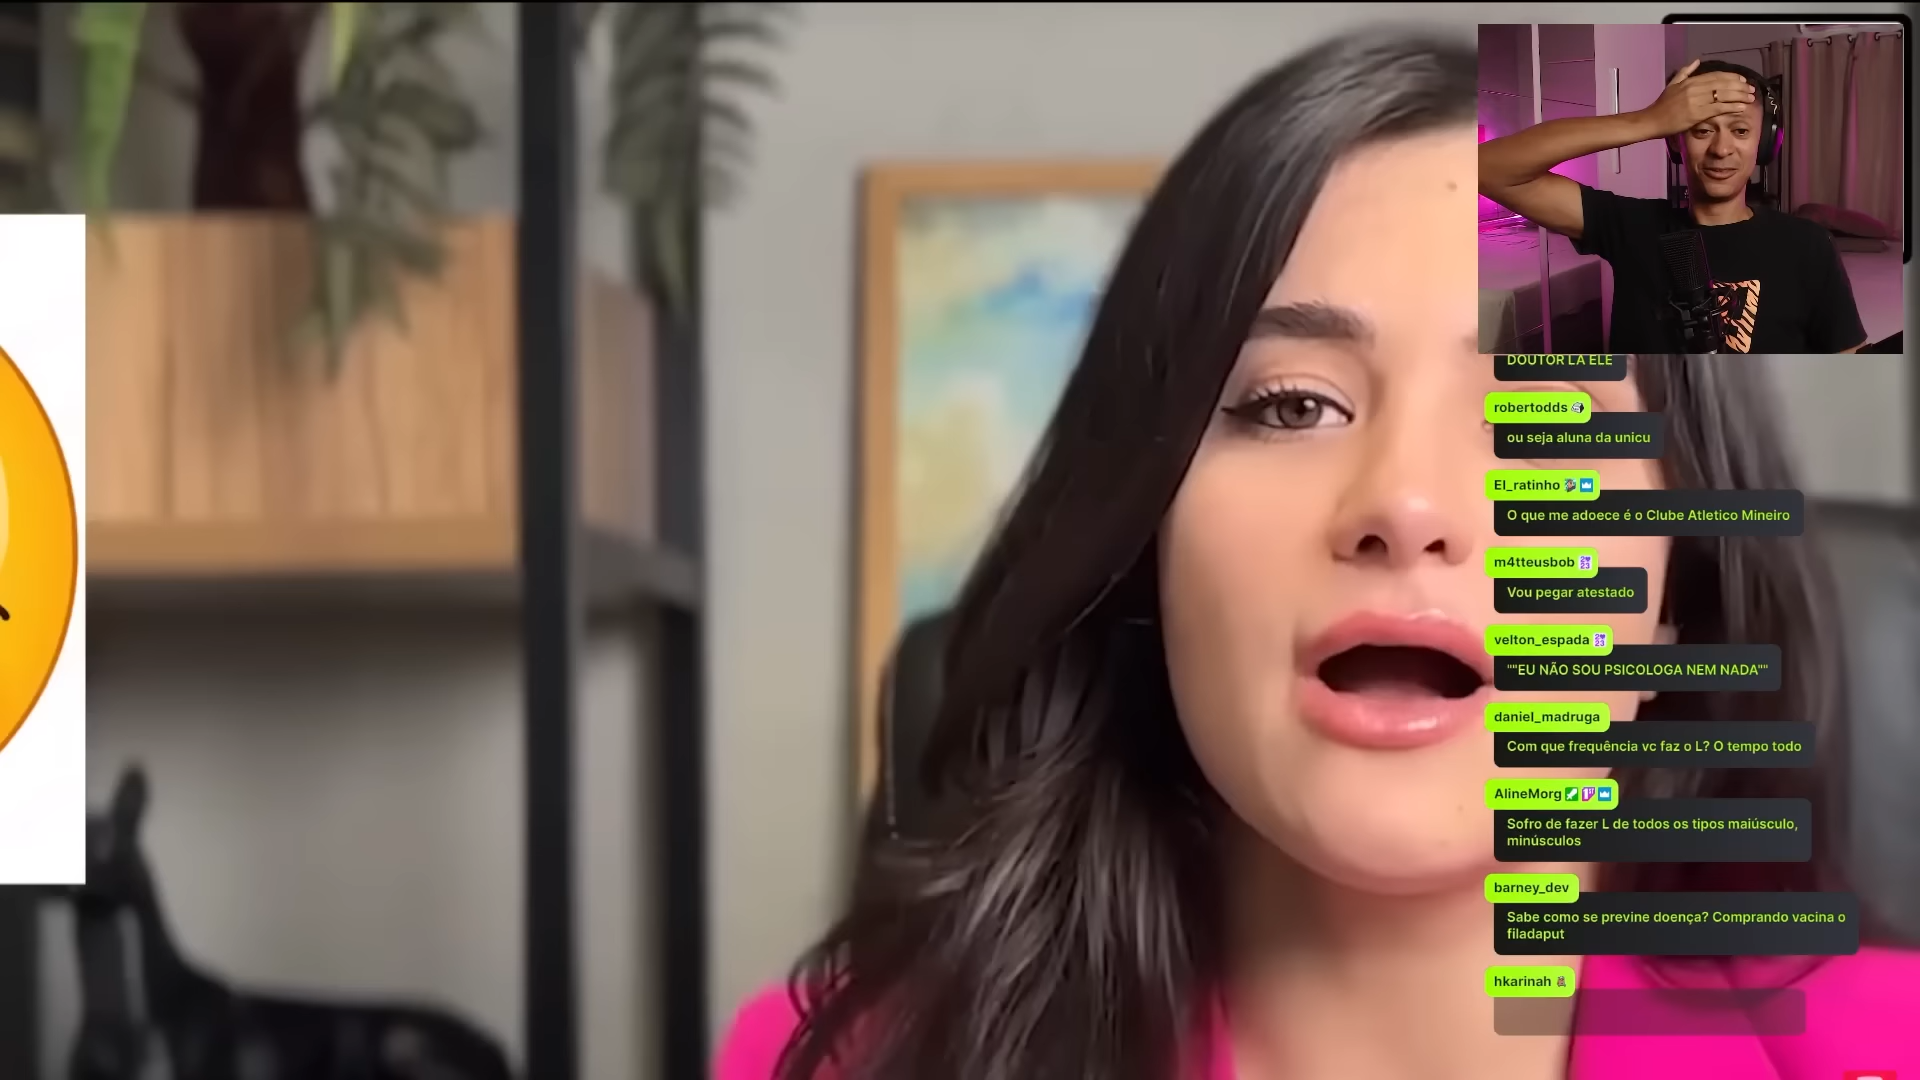 DOUTOR LA ELE
robertodds
ou seja aluna da unicu
El_ratinho
O que me adoece é o Clube Atletico Mineiro
m4tteusbob
Vou pegar atestado
velton_espada
""EU NÃO SOU PSICOLOGA NEM NADA""
daniel_madruga
Com que frequência vc faz o L? O tempo todo
AlineMorg
Sofro de fazer L de todos os tipos maiúsculo,
minúsculos
barney_dev
Sabe como se previne doença? Comprando vacina o
filadaput
hkarinah